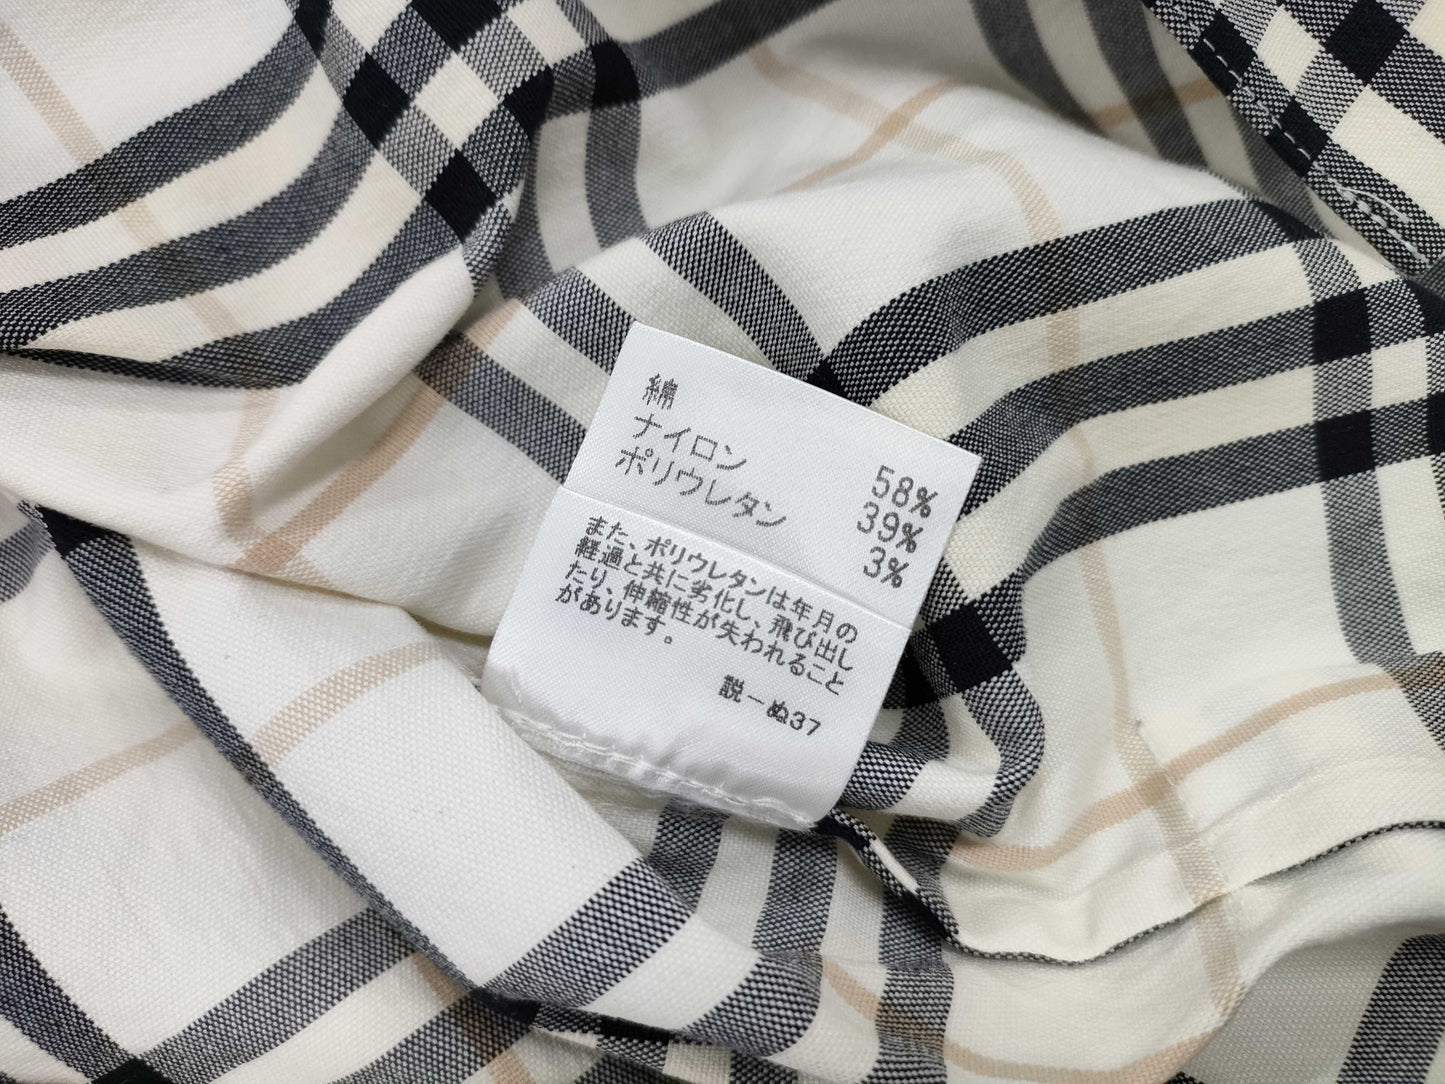 綿 58%
ナイロン 39%
ポリウレタン 3%
また、ポリウレタンは年月の
経過と共に劣化し、飛び出し
たり、伸縮性が失われること
があります。
説ーぬ37